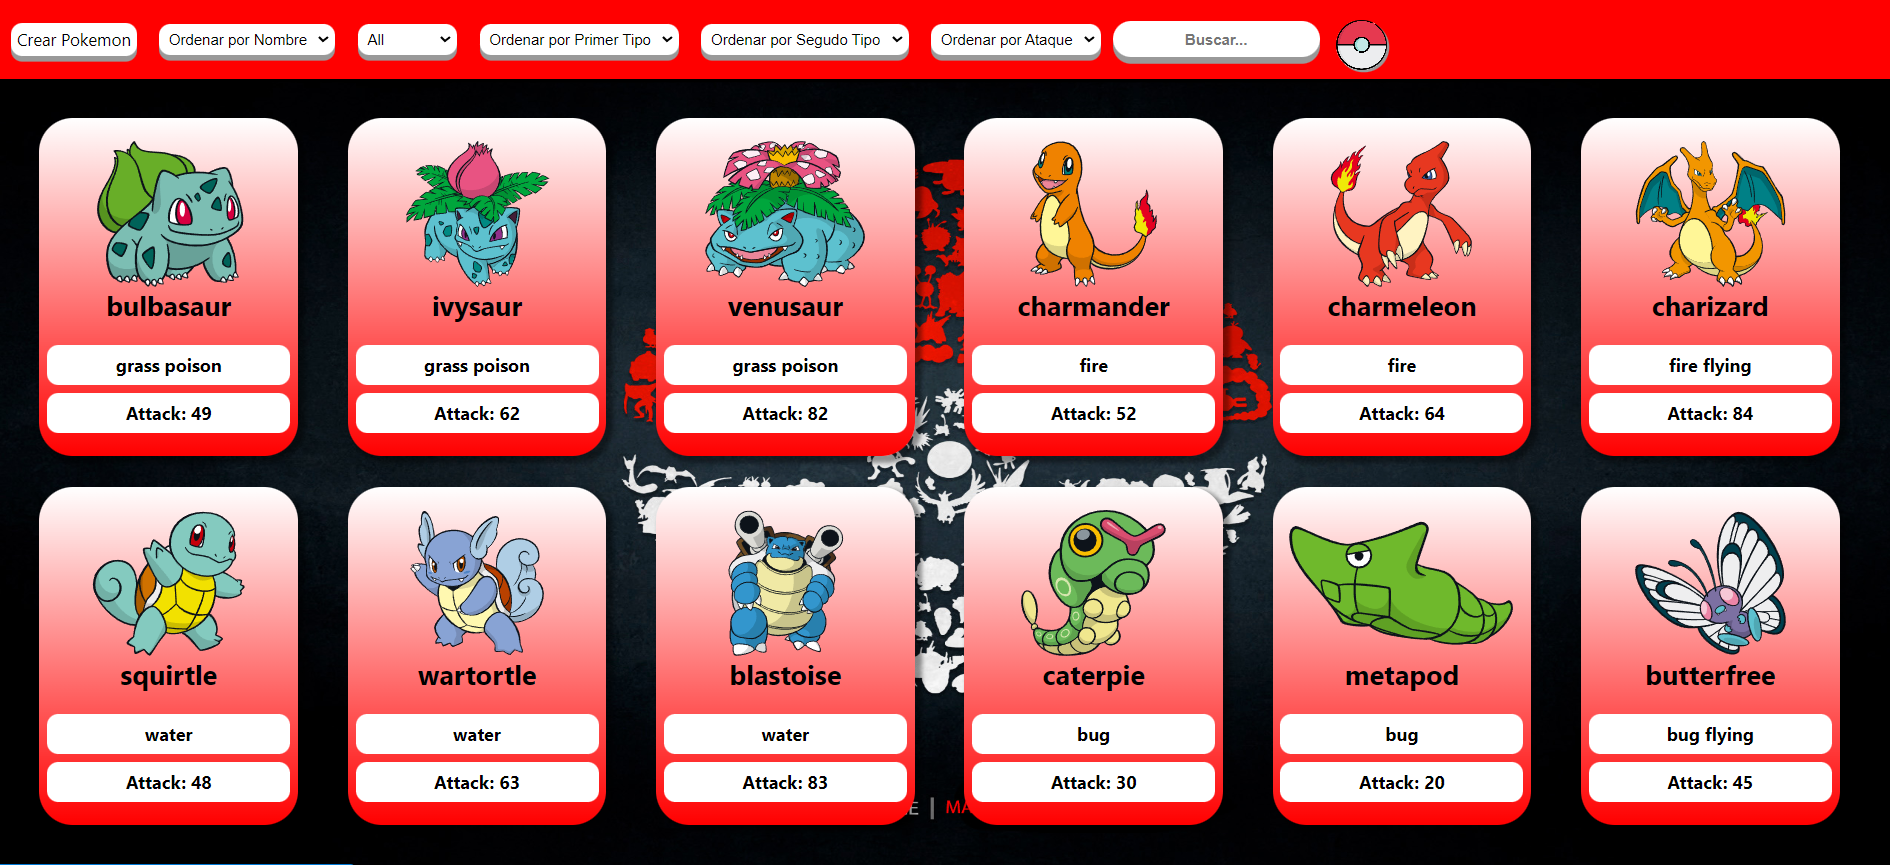 Crear Pokemon
Ordenar por Nombre
All
Ordenar por Primer Tipo
Ordenar por Segudo Tipo
Ordenar por Ataque
Buscar...
bulbasaur
grass poison
Attack: 49
ivysaur
grass poison
Attack: 62
venusaur
grass poison
Attack: 82
charmander
fire
Attack: 52
charmeleon
fire
Attack: 64
charizard
fire flying
Attack: 84
squirtle
water
Attack: 48
wartortle
water
Attack: 63
blastoise
water
Attack: 83
caterpie
bug
Attack: 30
metapod
bug
Attack: 20
butterfree
bug flying
Attack: 45